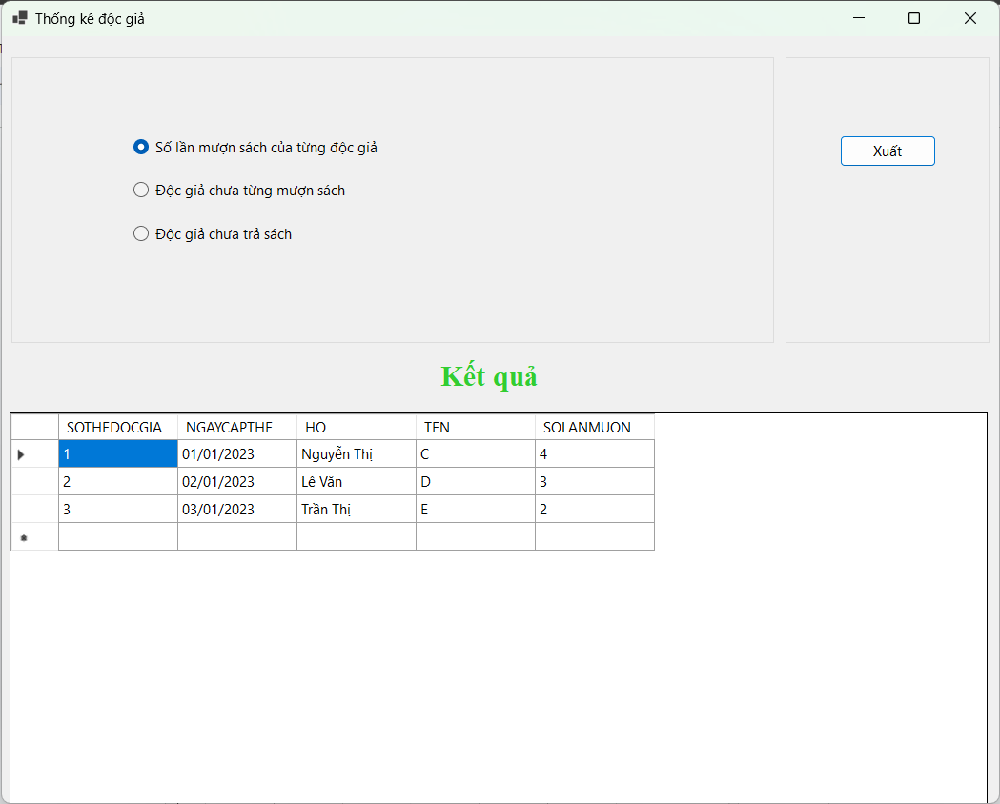 Thống kê độc giả
Số lần mượn sách của từng độc giả
Độc giả chưa từng mượn sách
Độc giả chưa trả sách
Xuất
Kết quả
SOTHEDOCGIA NGAYCAPTHE HO TEN SOLANMUON
1 01/01/2023 Nguyễn Thị C 4
2 02/01/2023 Lê Văn D 3
3 03/01/2023 Trần Thị E 2